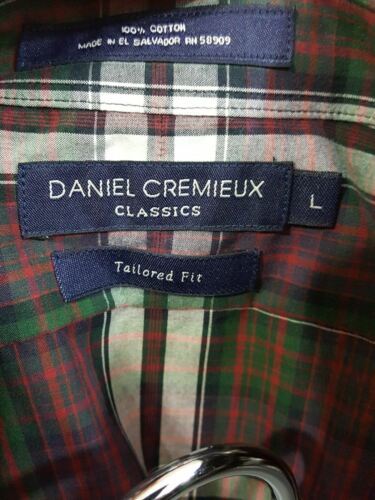 100% COTTON
MADE IN EL SALVADOR RN 58909
DANIEL CREMIEUX
CLASSICS
L
Tailored Fit